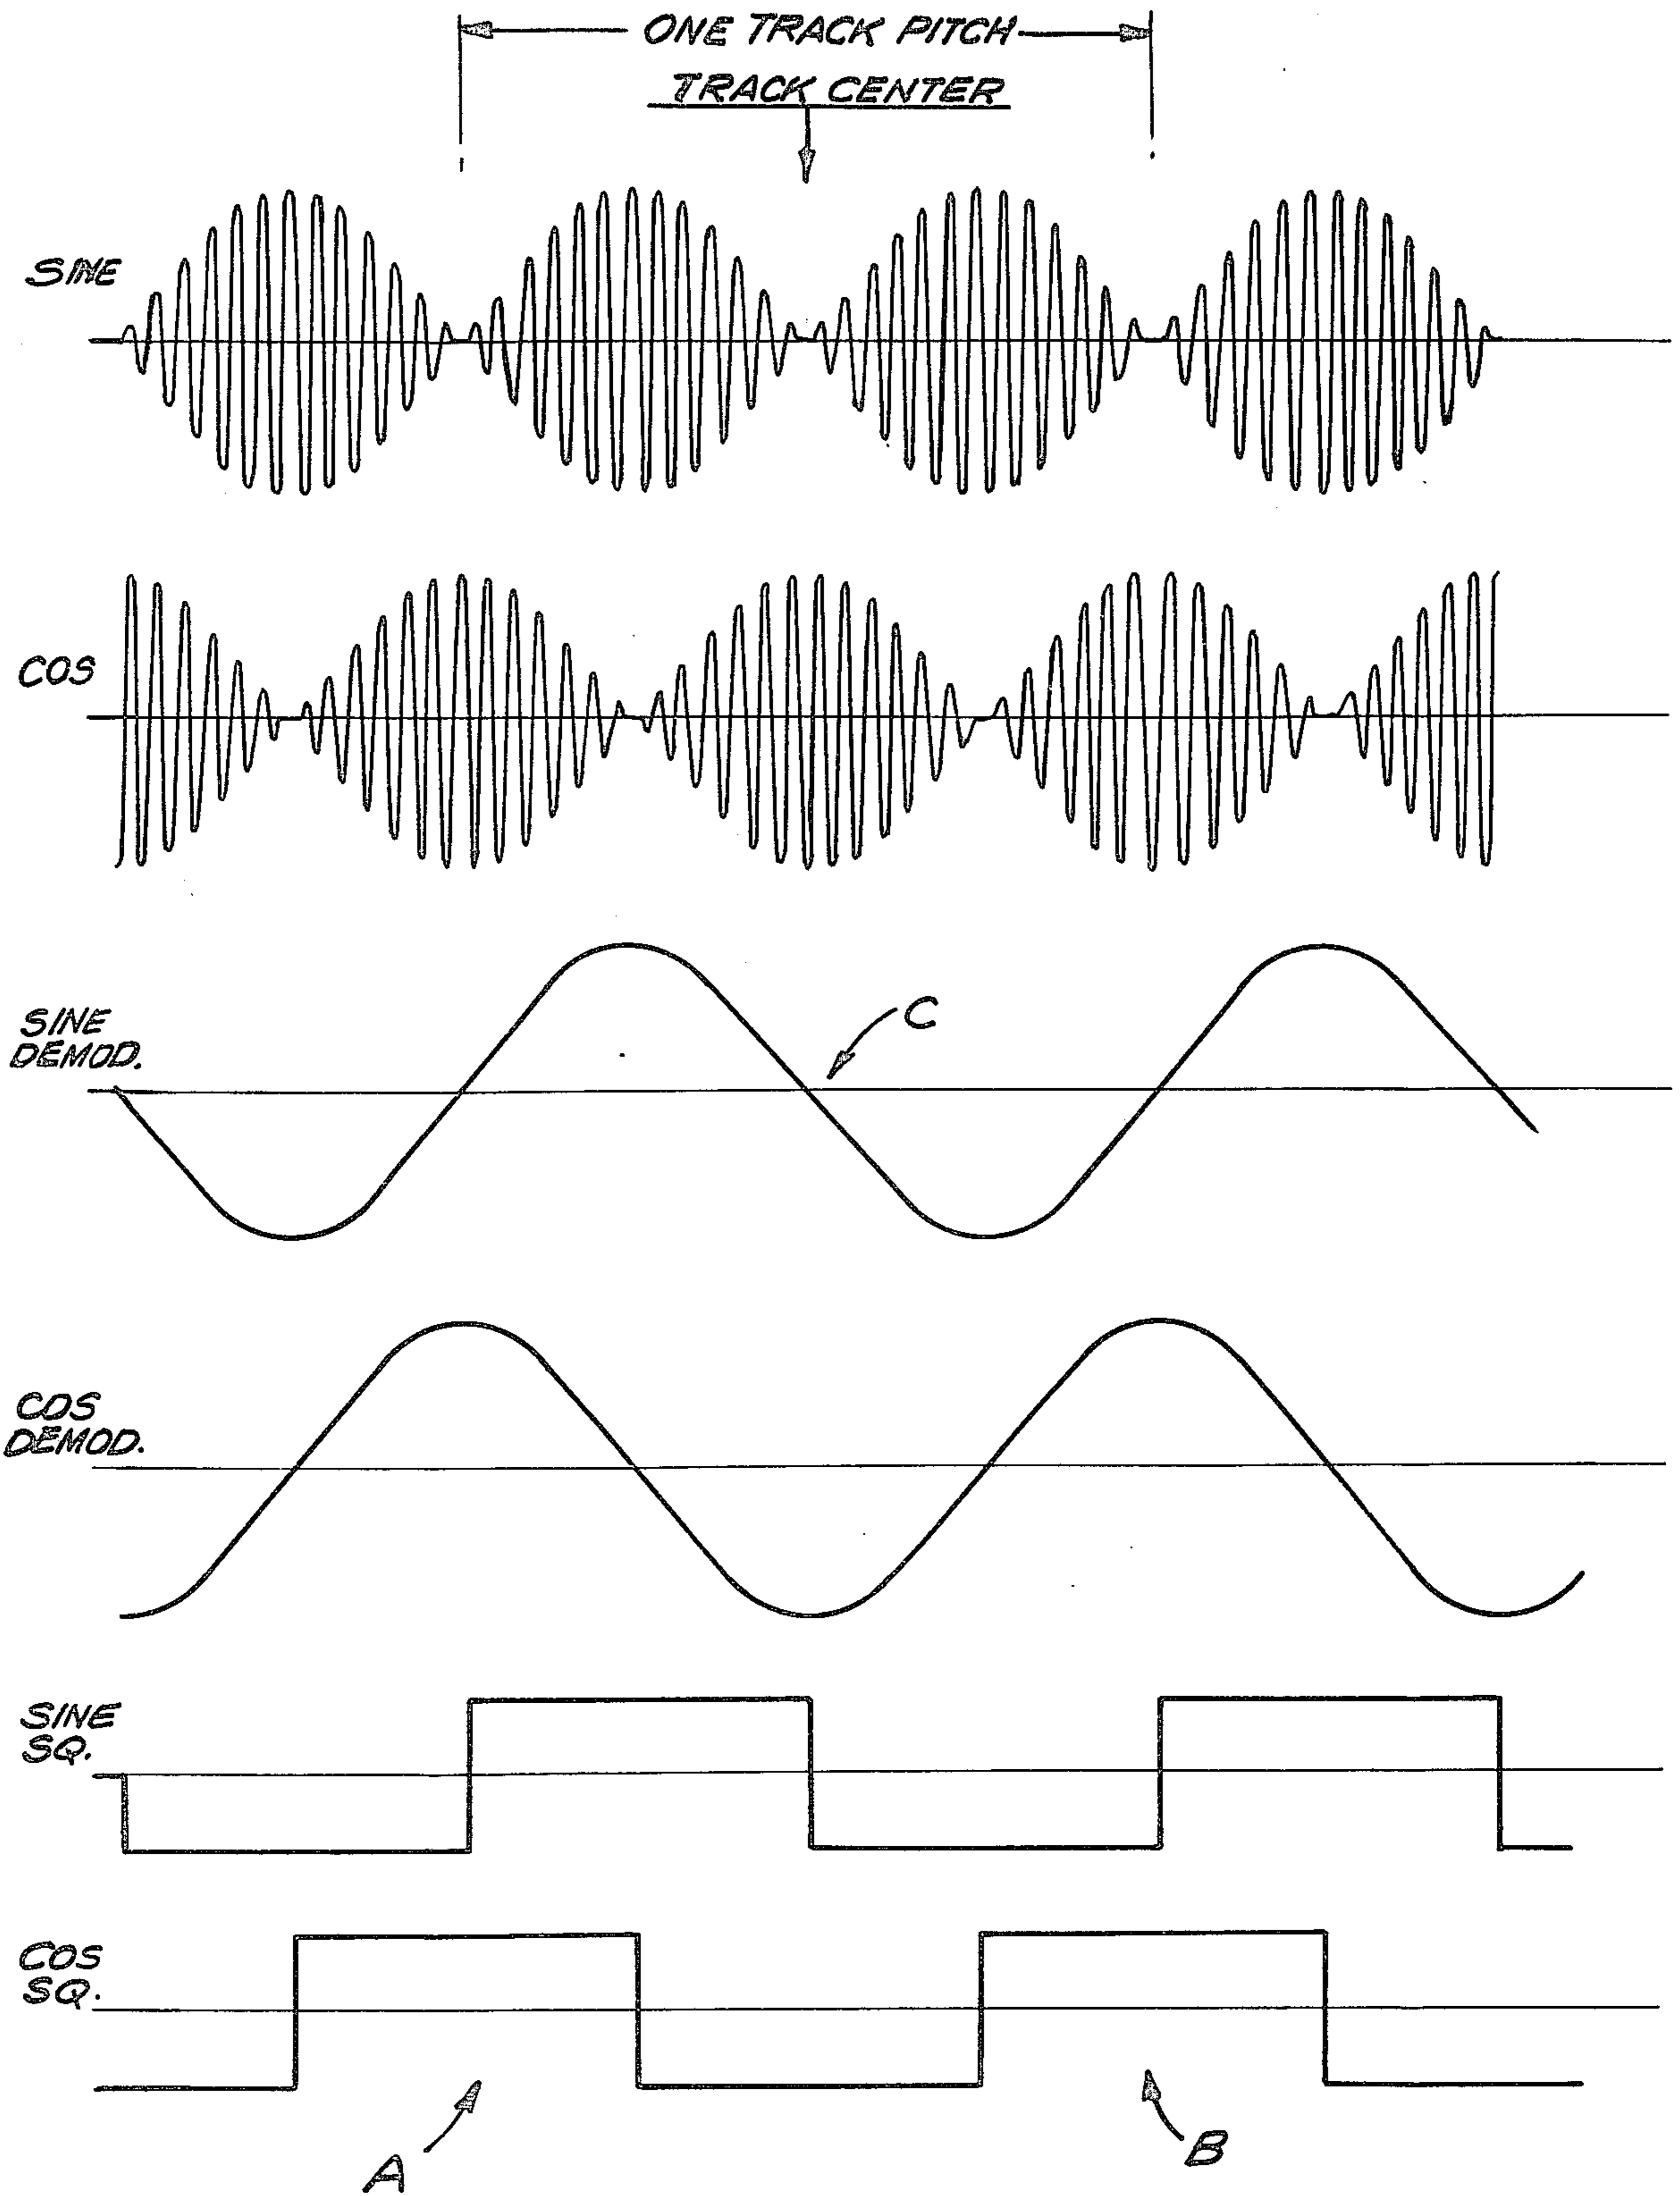 ONE TRACK PITCH
TRACK CENTER
SINE
COS
SINE
DEMOD.
C
COS
DEMOD.
SINE
SQ.
COS
SQ.
A
B